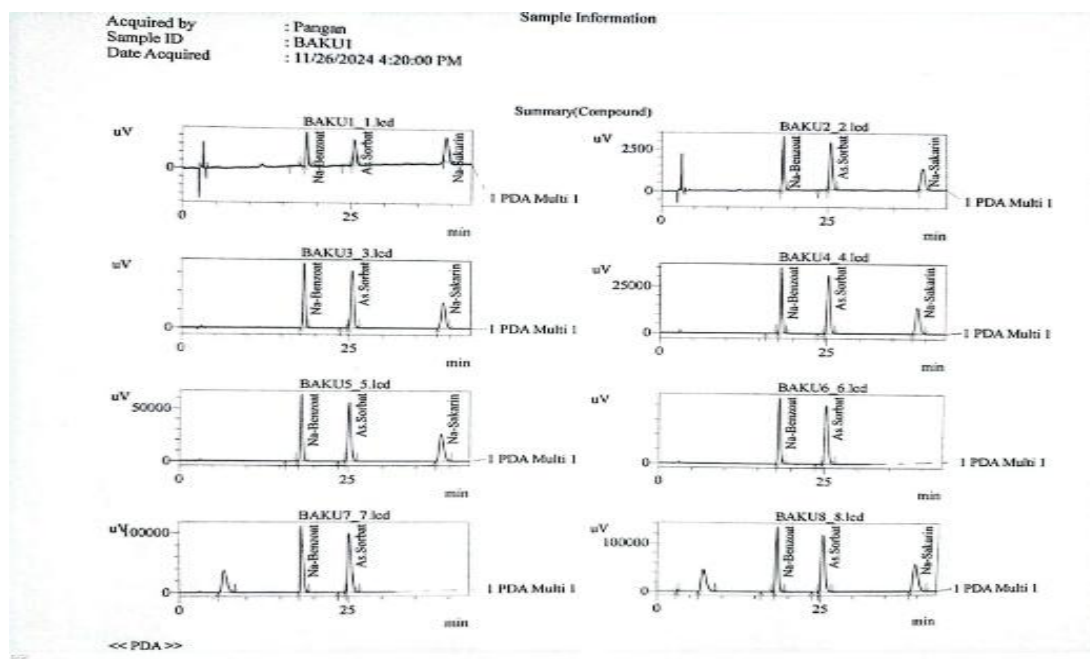 Sample Information
Acquired by : Pangan
Sample ID : BAKU1
Date Acquired : 11/26/2024 4:20:00 PM
Summary(Compound)
BAKU1_1.lcd
uV
0
Na-Benzoat
As.Sorbat
Na-Sakarin
1 PDA Multi 1
0 25
min
BAKU2_2.lcd
uV
2500
0
Na-Benzoat
As.Sorbat
Na-Sakarin
1 PDA Multi 1
0 25
min
BAKU3_3.lcd
uV
0
Na-Benzoat
As.Sorbat
Na-Sakarin
1 PDA Multi 1
0 25
min
BAKU4_4.lcd
uV
25000
0
Na-Benzoat
As.Sorbat
Na-Sakarin
1 PDA Multi 1
0 25
min
BAKU5_5.lcd
uV
50000
0
Na-Benzoat
As.Sorbat
Na-Sakarin
1 PDA Multi 1
0 25
min
BAKU6_6.lcd
uV
0
Na-Benzoat
As.Sorbat
1 PDA Multi 1
0 25
min
BAKU7_7.lcd
uV
100000
0
Na-Benzoat
As.Sorbat
1 PDA Multi 1
0 25
min
BAKU8_8.lcd
uV
100000
0
Na-Benzoat
As.Sorbat
Na-Sakarin
1 PDA Multi 1
0 25
min
<< PDA >>